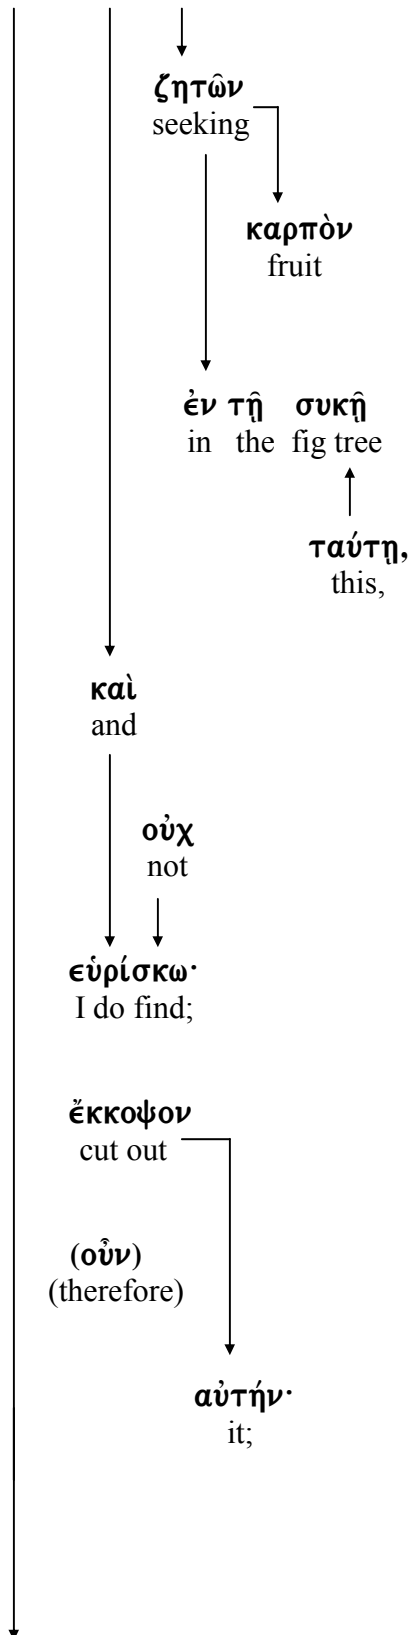 ζητῶν
seeking
καρπὸν
fruit
ἐν τῇ συκῇ
in the fig tree
ταύτῃ,
this,
καὶ
and
οὐχ
not
εὑρίσκω·
I do find;
ἔκκοψον
cut out
(οὖν)
(therefore)
αὐτήν·
it;